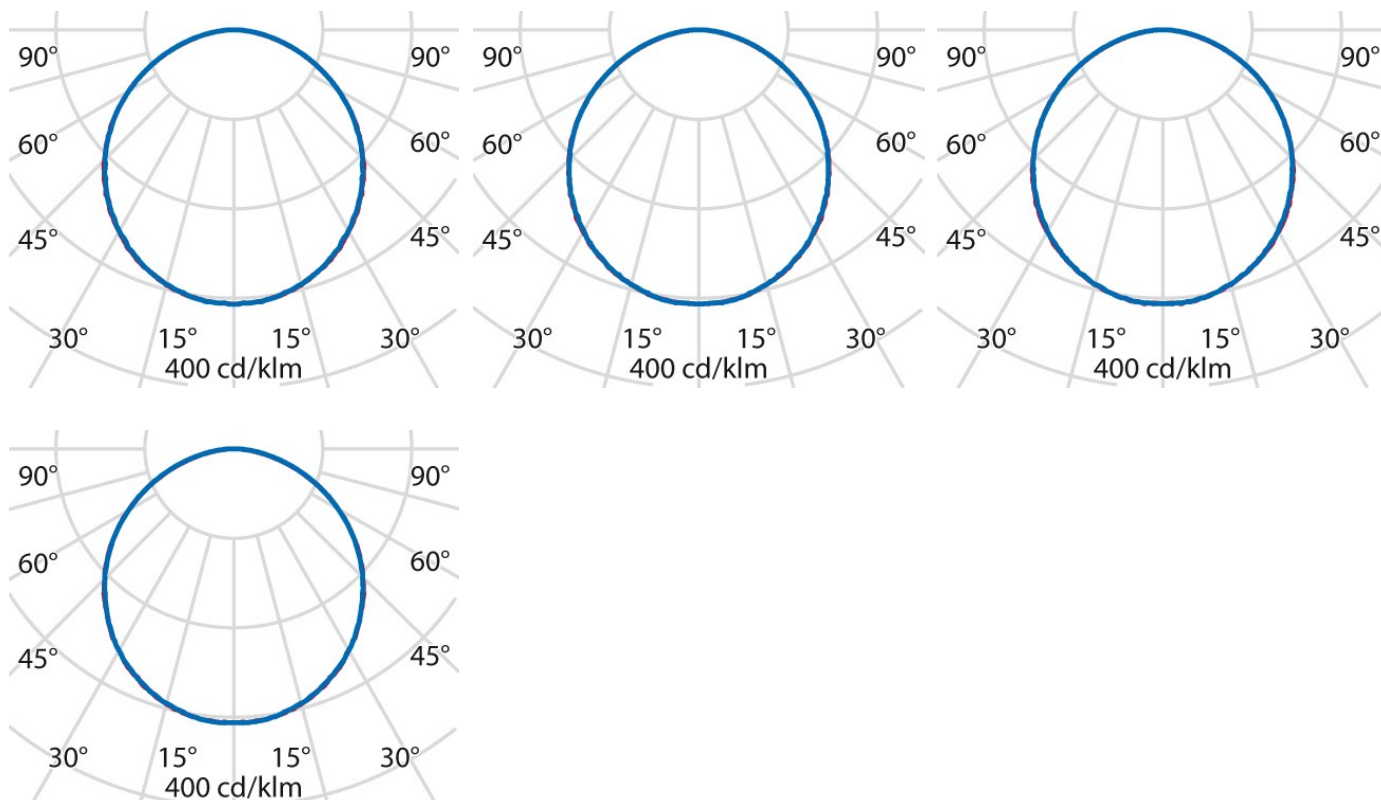 90° 90° 90° 90° 90° 90°
60° 60° 60° 60° 60° 60°
45° 45° 45° 45° 45° 45°
30° 15° 15° 30° 30° 15° 15° 30° 30° 15° 15° 30°
400 cd/klm 400 cd/klm 400 cd/klm
90° 90°
60° 60°
45° 45°
30° 15° 15° 30°
400 cd/klm